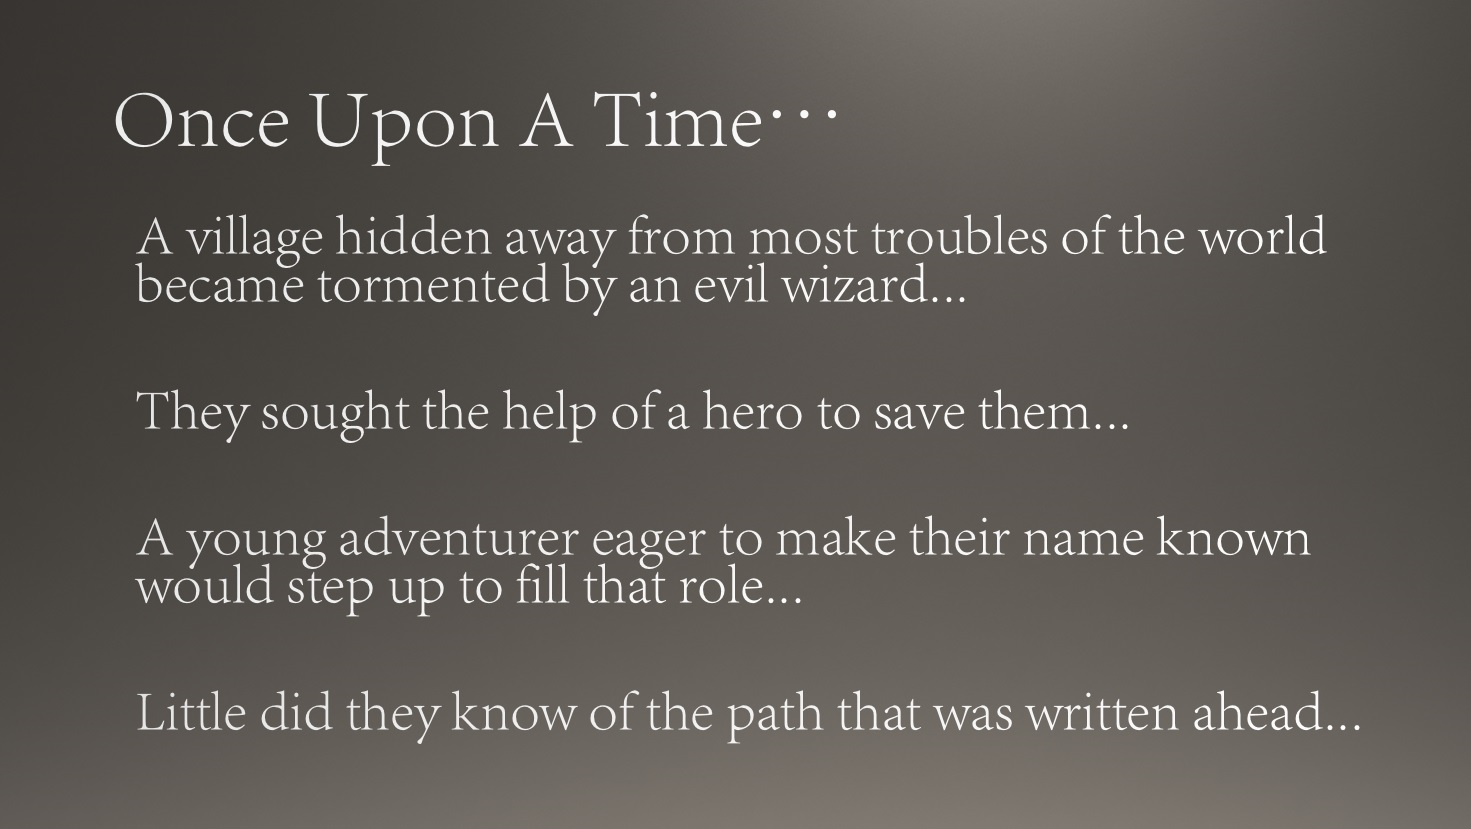 Once Upon A Time···
A village hidden away from most troubles of the world
became tormented by an evil wizard...
They sought the help of a hero to save them...
A young adventurer eager to make their name known
would step up to fill that role...
Little did they know of the path that was written ahead...